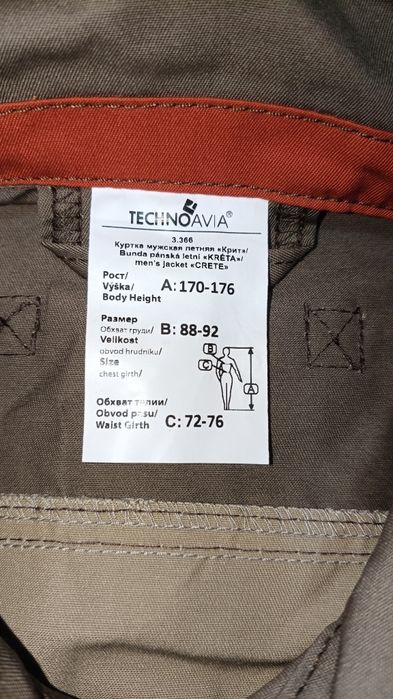 TECHNOAVIA®
3.366
Куртка мужская летняя «Крит»/
Bunda pánská letní «KRÉTA»/
men's jacket «CRETE»/
Рост/
Výška/ A:170-176
Body Height
Размер
Обхват груди/ B: 88-92
Velikost
obvod hrudníku/
Size
chest girth/
B
C
A
Обхват талии/
Obvod pasu/ C: 72-76
Waist Girth